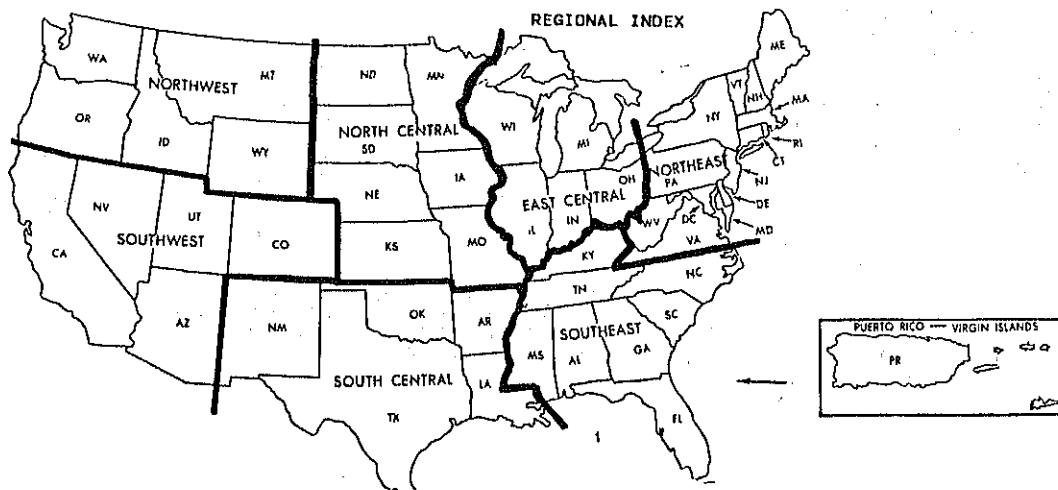 REGIONAL INDEX
ME
WA
MT
ND
MN
VT
NH
NORTHWEST
MA
OR
NY
NORTH CENTRAL
WI
ID
SD
MI
RI
WY
CT
NORTHEAST
IA
OH
PA
NJ
NE
EAST CENTRAL
NV
UT
IL
IN
WV
DC
DE
SOUTHWEST
MO
MD
CA
CO
KS
KY
VA
NC
TN
AZ
NM
OK
AR
SC
SOUTHEAST
PUERTO RICO — VIRGIN ISLANDS
MS
AL
GA
PR
SOUTH CENTRAL
LA
TX
FL
1